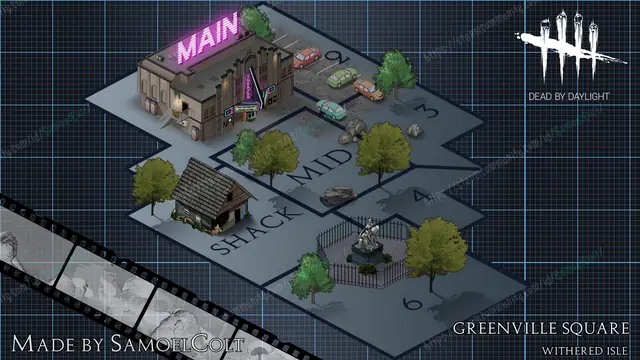 MAIN
2
DEAD BY DAYLIGHT
3
MID
4
SHACK
6
MADE BY SAMOELCOLT
GREENVILLE SQUARE
WITHERED ISLE